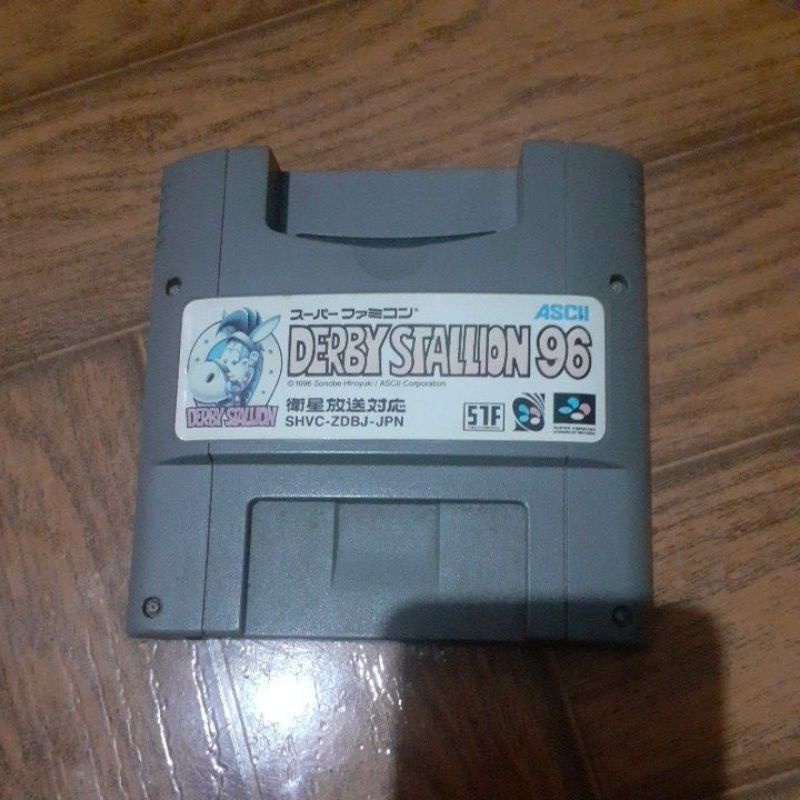 スーパーファミコン
ASCII
DERBY STALLION 96
© 1996 Sonobe Hiroyuki / ASCII Corporation
DERBY STALLION
衛星放送対応
SHVC-ZDBJ-JPN
STF